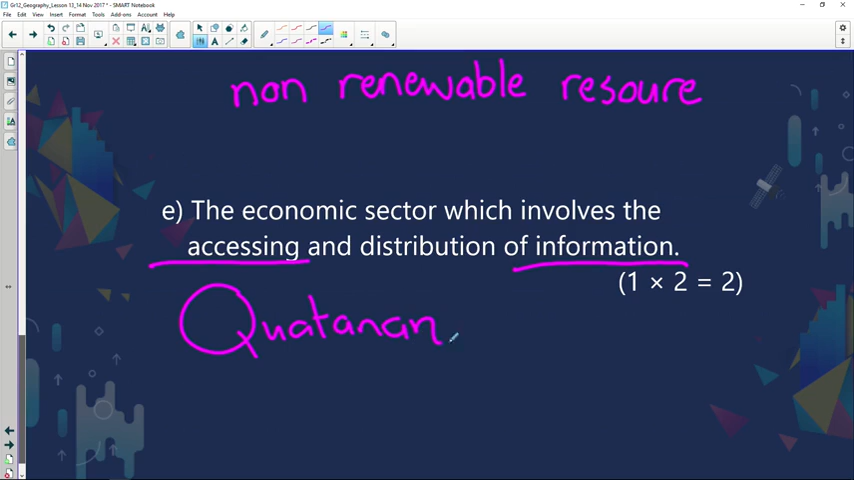 Gr12_Geography_Lesson 13_14 Nov 2017 * - SMART Notebook
File Edit View Insert Format Tools Add-ons Account Help
non renewable resoure
e) The economic sector which involves the
accessing and distribution of information.
(1 × 2 = 2)
Quatanan